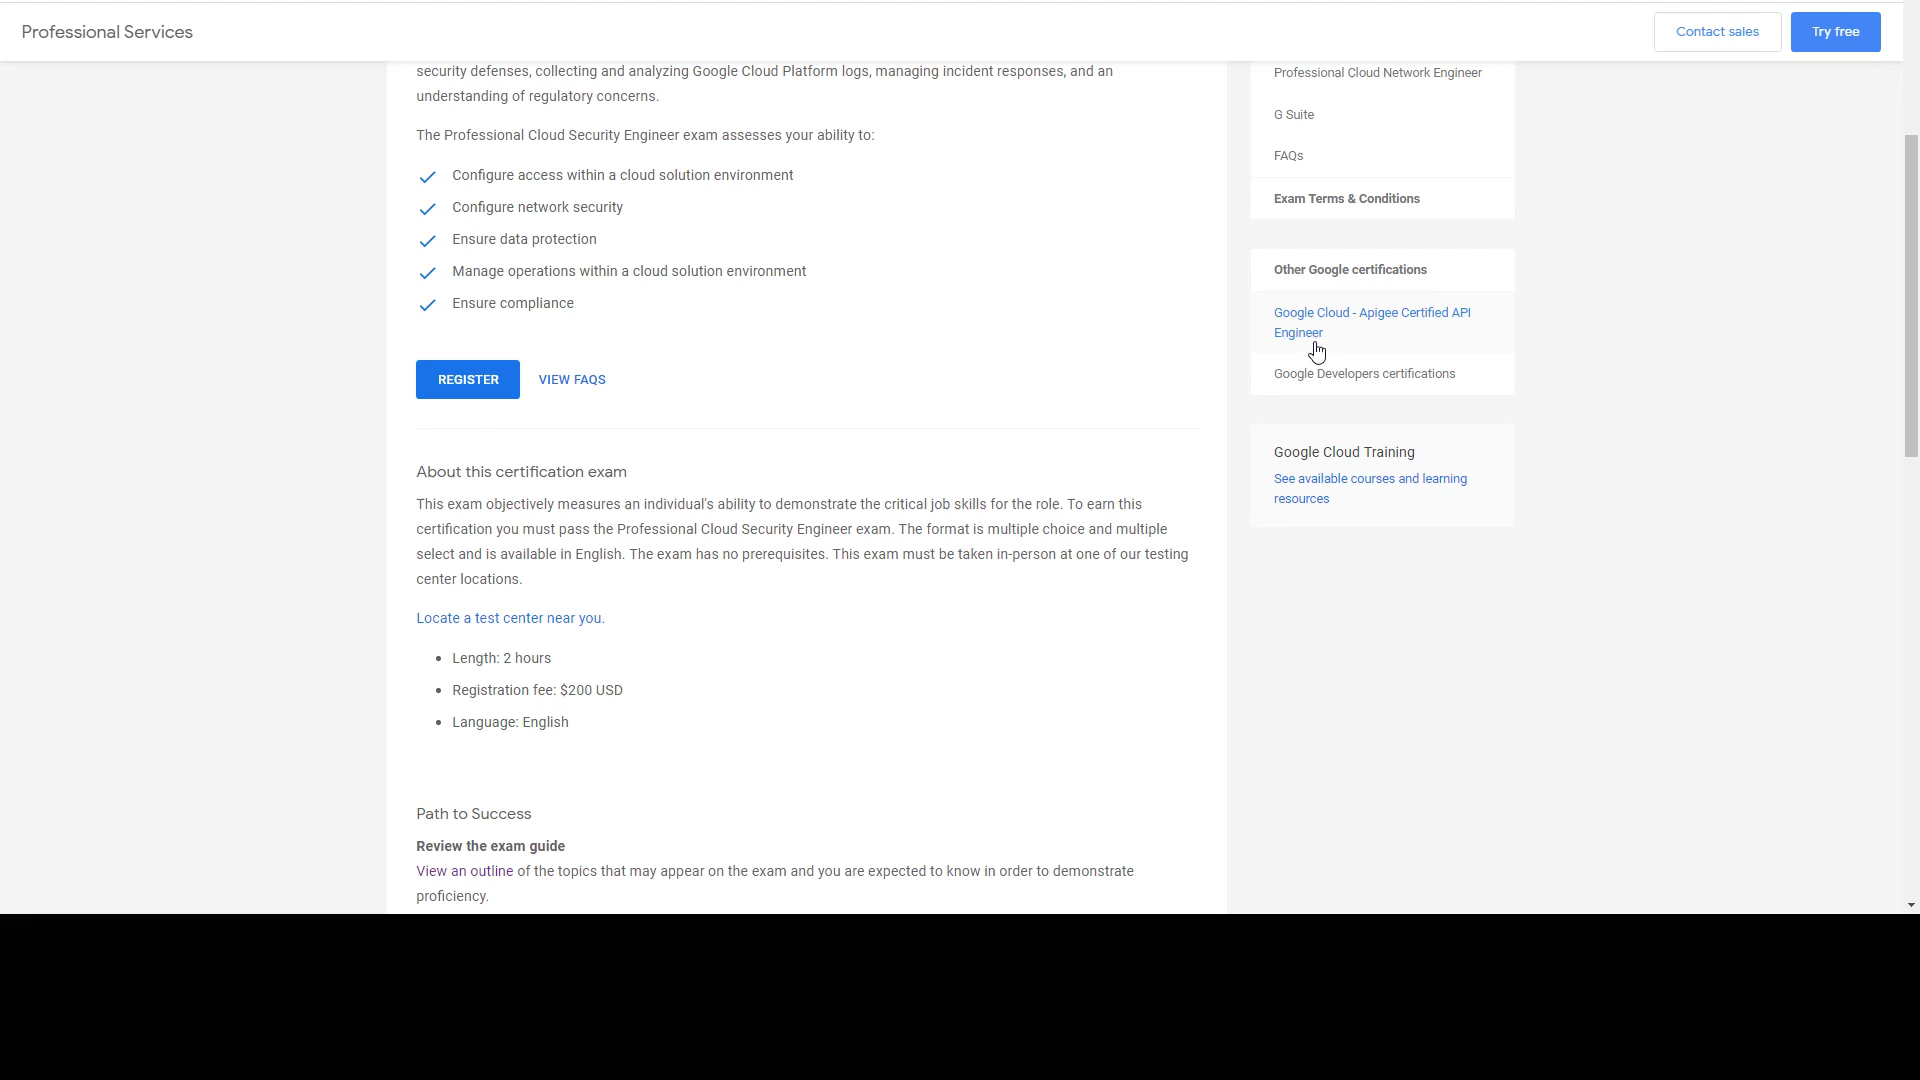 Professional Services
Contact sales
Try free
security defenses, collecting and analyzing Google Cloud Platform logs, managing incident responses, and an
understanding of regulatory concerns.
The Professional Cloud Security Engineer exam assesses your ability to:
Configure access within a cloud solution environment
Configure network security
Ensure data protection
Manage operations within a cloud solution environment
Ensure compliance
REGISTER
VIEW FAQS
About this certification exam
This exam objectively measures an individual's ability to demonstrate the critical job skills for the role. To earn this
certification you must pass the Professional Cloud Security Engineer exam. The format is multiple choice and multiple
select and is available in English. The exam has no prerequisites. This exam must be taken in-person at one of our testing
center locations.
Locate a test center near you.
Length: 2 hours
Registration fee: $200 USD
Language: English
Path to Success
Review the exam guide
View an outline of the topics that may appear on the exam and you are expected to know in order to demonstrate
proficiency.
Professional Cloud Network Engineer
G Suite
FAQs
Exam Terms & Conditions
Other Google certifications
Google Cloud - Apigee Certified API
Engineer
Google Developers certifications
Google Cloud Training
See available courses and learning
resources